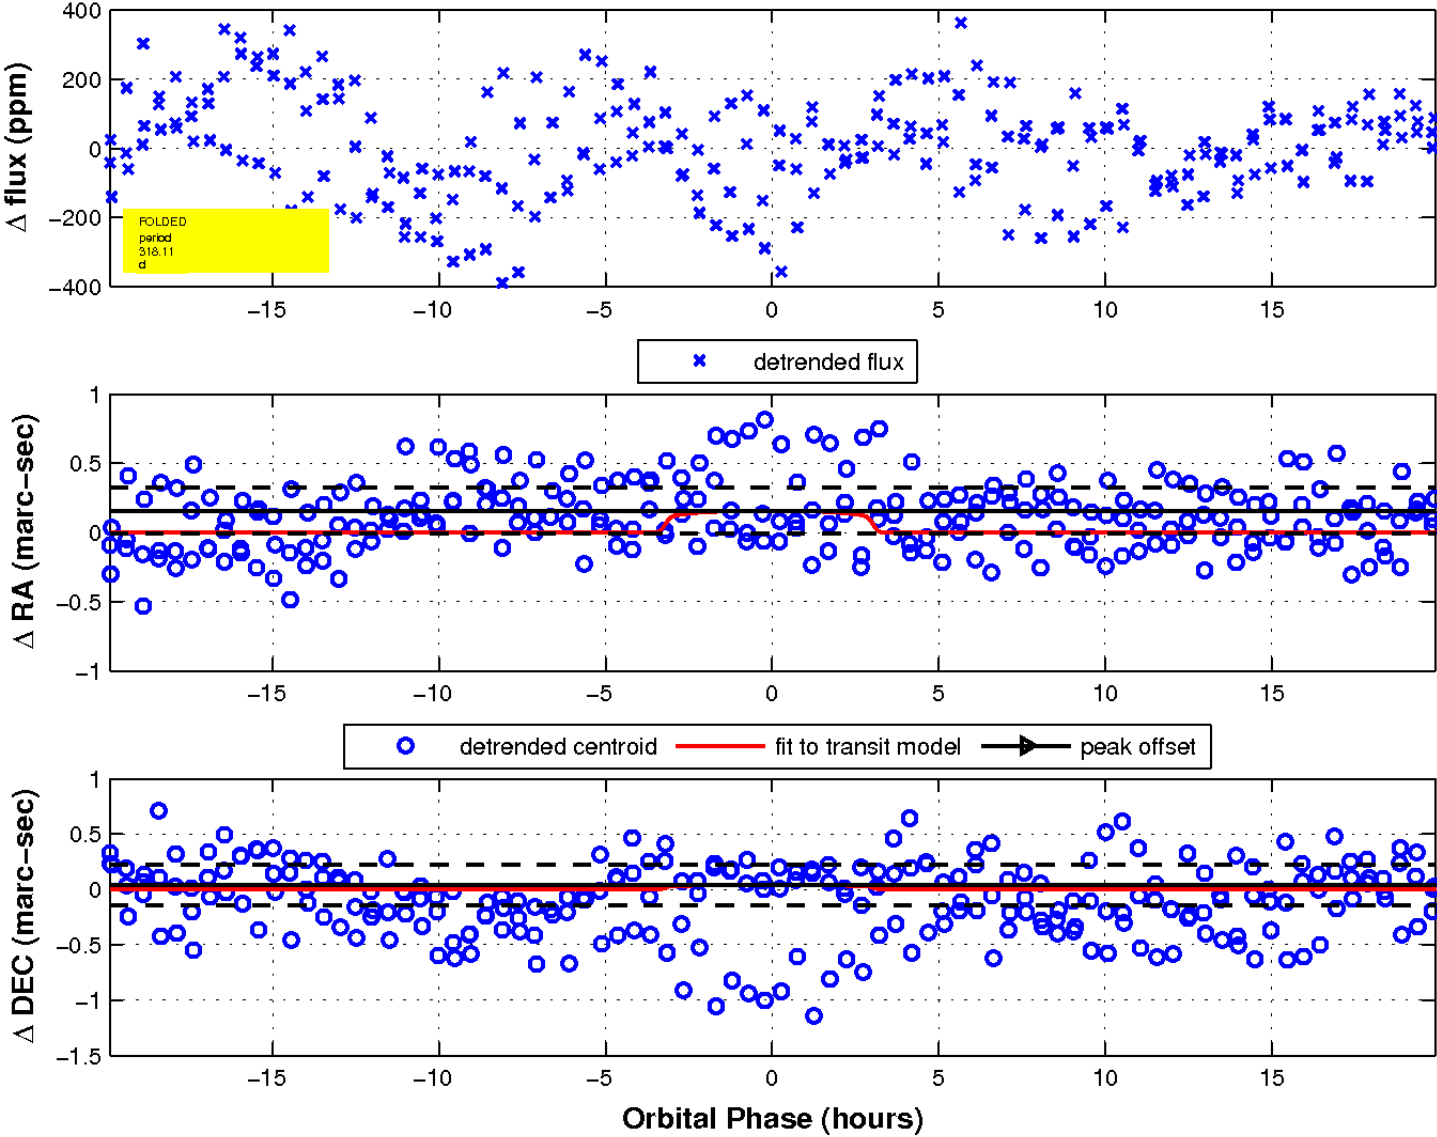 400
200
0
−200
−400
Δ flux (ppm)
FOLDED
period
318.11
d
−15 −10 −5 0 5 10 15
detrended flux
1
0.5
0
−0.5
−1
Δ RA (marc−sec)
−15 −10 −5 0 5 10 15
detrended centroid fit to transit model peak offset
1
0.5
0
−0.5
−1
−1.5
Δ DEC (marc−sec)
−15 −10 −5 0 5 10 15
Orbital Phase (hours)